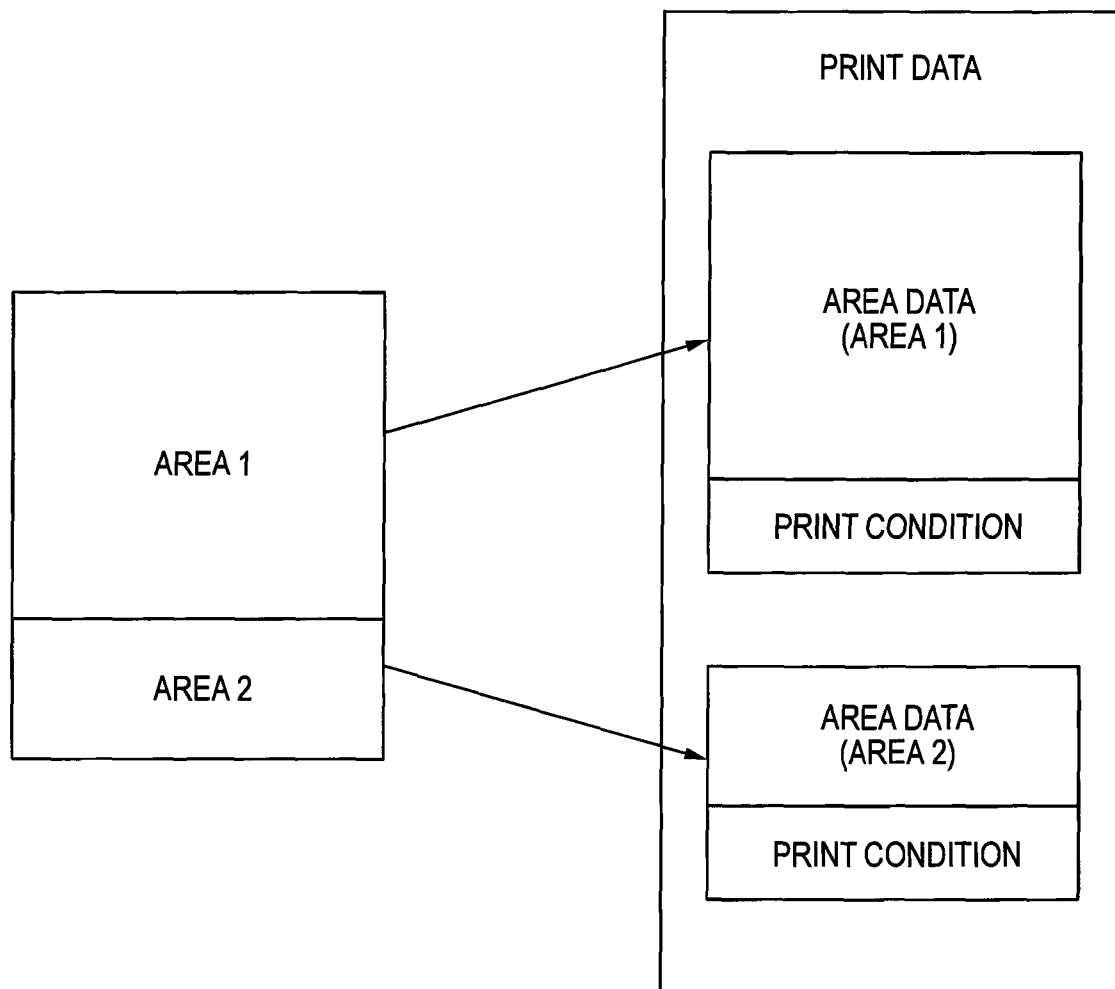 PRINT DATA
AREA DATA
(AREA 1)
PRINT CONDITION
AREA 1
AREA 2
AREA DATA
(AREA 2)
PRINT CONDITION